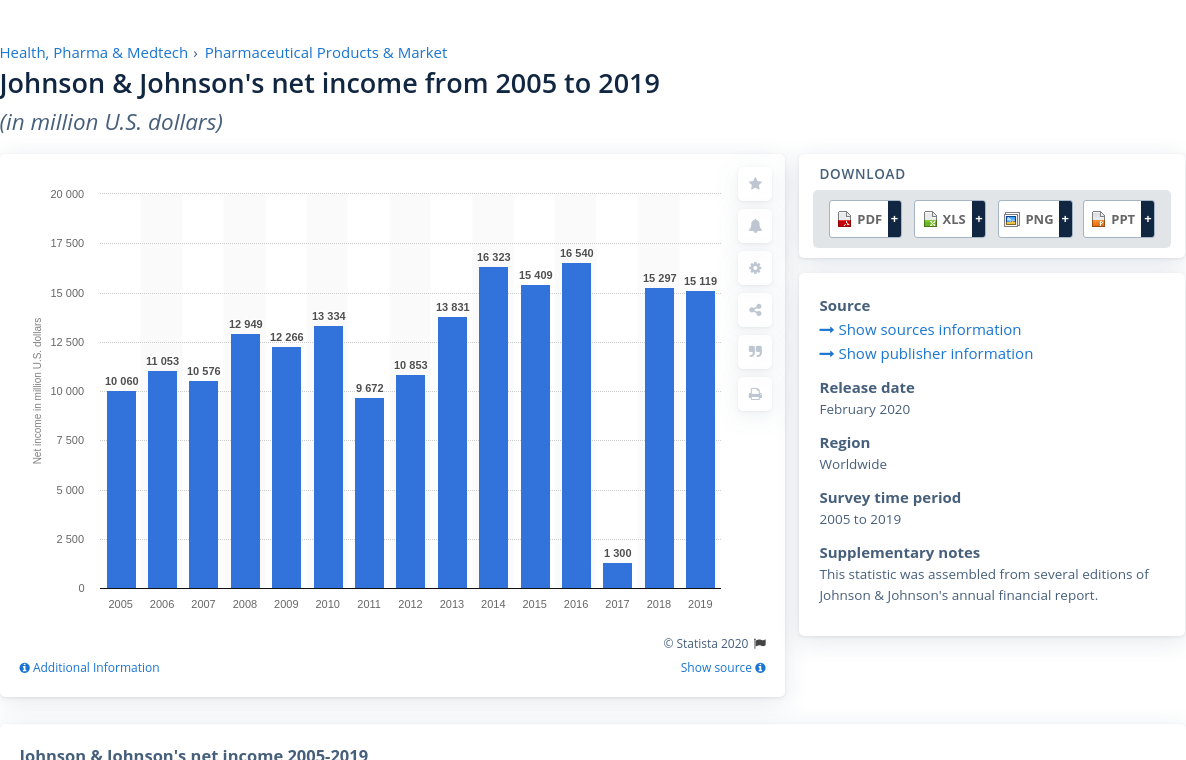 Health, Pharma & Medtech › Pharmaceutical Products & Market
Johnson & Johnson's net income from 2005 to 2019
(in million U.S. dollars)
DOWNLOAD
PDF +
XLS +
PNG +
PPT +
Net income in million U.S. dollars
20 000
17 500
15 000
12 500
10 000
7 500
5 000
2 500
0
10 060
11 053
10 576
12 949
12 266
13 334
9 672
10 853
13 831
16 323
15 409
16 540
1 300
15 297
15 119
2005 2006 2007 2008 2009 2010 2011 2012 2013 2014 2015 2016 2017 2018 2019
© Statista 2020
Additional Information
Show source
Source
Show sources information
Show publisher information
Release date
February 2020
Region
Worldwide
Survey time period
2005 to 2019
Supplementary notes
This statistic was assembled from several editions of
Johnson & Johnson's annual financial report.
Johnson & Johnson's net income 2005-2019